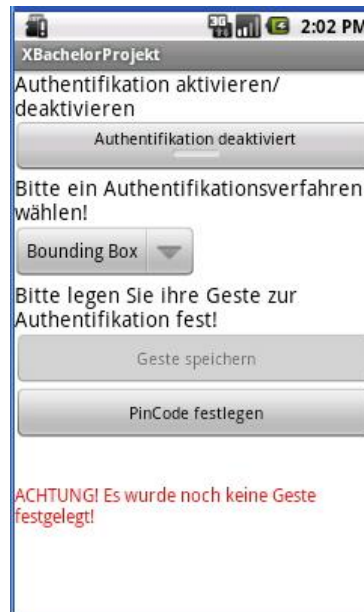 3G
2:02 PM
XBachelorProjekt
Authentifikation aktivieren/
deaktivieren
Authentifikation deaktiviert
Bitte ein Authentifikationsverfahren
wählen!
Bounding Box
Bitte legen Sie ihre Geste zur
Authentifikation fest!
Geste speichern
PinCode festlegen
ACHTUNG! Es wurde noch keine Geste
festgelegt!